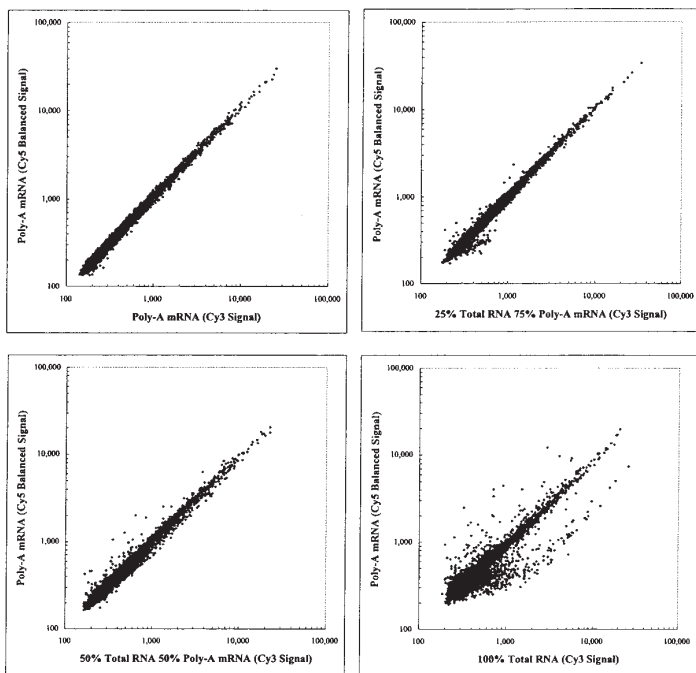 100,000
10,000
1,000
100
Poly-A mRNA (Cy5 Balanced Signal)
100 1,000 10,000 100,000
Poly-A mRNA (Cy3 Signal)
100,000
10,000
1,000
100
Poly-A mRNA (Cy5 Balanced Signal)
100 1,000 10,000 100,000
25% Total RNA 75% Poly-A mRNA (Cy3 Signal)
100,000
10,000
1,000
100
Poly-A mRNA (Cy5 Balanced Signal)
100 1,000 10,000 100,000
50% Total RNA 50% Poly-A mRNA (Cy3 Signal)
100,000
10,000
1,000
100
Poly-A mRNA (Cy5 Balanced Signal)
100 1,000 10,000 100,000
100% Total RNA (Cy3 Signal)